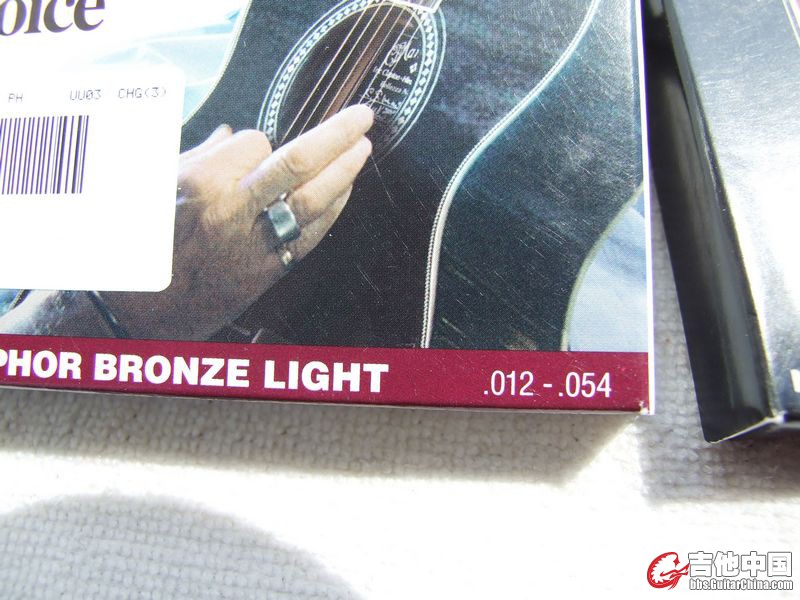 oice
PH UU03 CHG(3)
PHOR BRONZE LIGHT
.012 - .054
吉他中国
bbs.GuitarChina.com